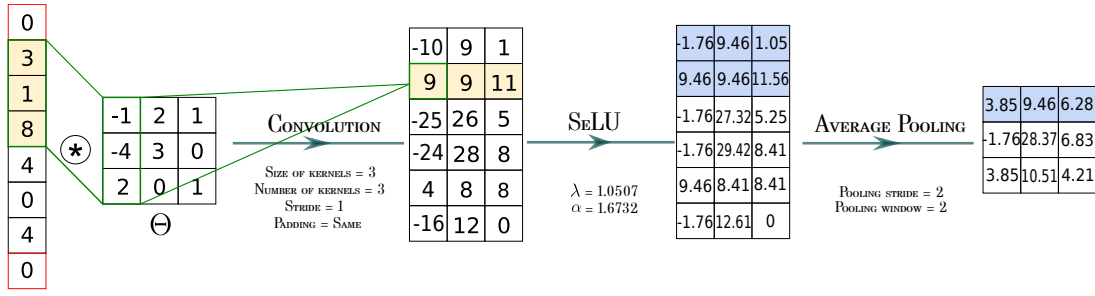 0
3
1
8
4
0
4
0
*
-1 2 1
-4 3 0
2 0 1
Θ
Convolution
Size of kernels = 3
Number of kernels = 3
Stride = 1
Padding = Same
-10 9 1
9 9 11
-25 26 5
-24 28 8
4 8 8
-16 12 0
SeLU
λ = 1.0507
α = 1.6732
-1.76 9.46 1.05
9.46 9.46 11.56
-1.76 27.32 5.25
-1.76 29.42 8.41
9.46 8.41 8.41
-1.76 12.61 0
Average Pooling
Pooling stride = 2
Pooling window = 2
3.85 9.46 6.28
-1.76 28.37 6.83
3.85 10.51 4.21